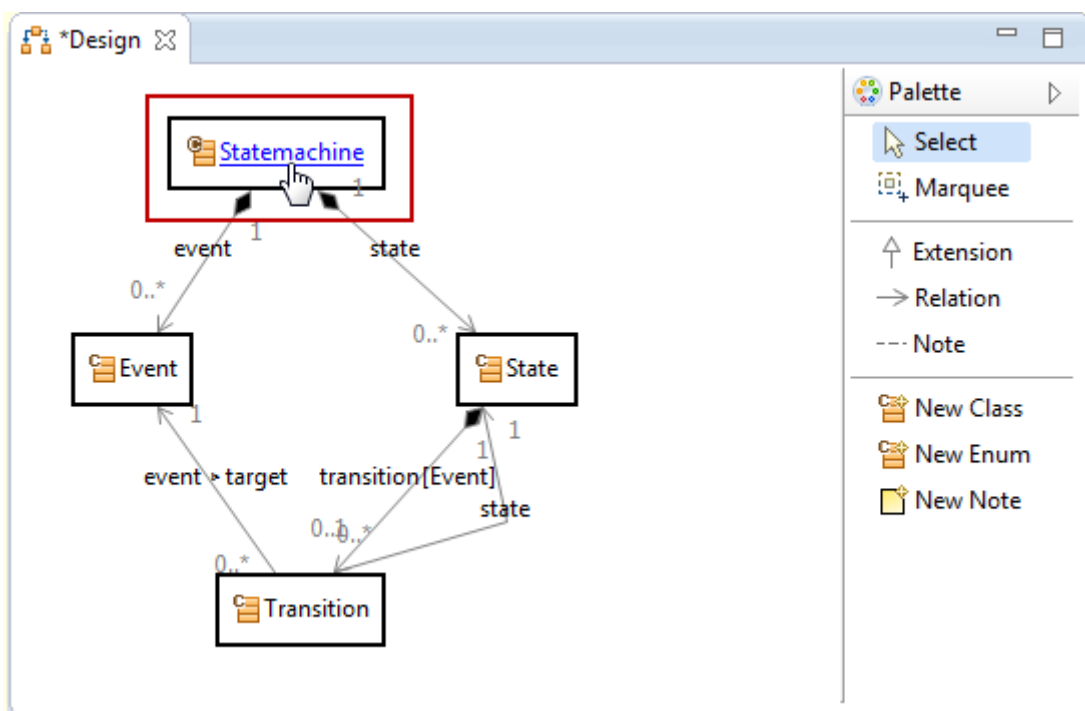 *Design
Palette
Statemachine
Select
1
Marquee
1
event
state
Extension
0..*
Relation
0..*
Note
Event
State
1
1
New Class
1
New Enum
event ▸ target
transition[Event]
New Note
state
0..1
0..*
0..*
Transition